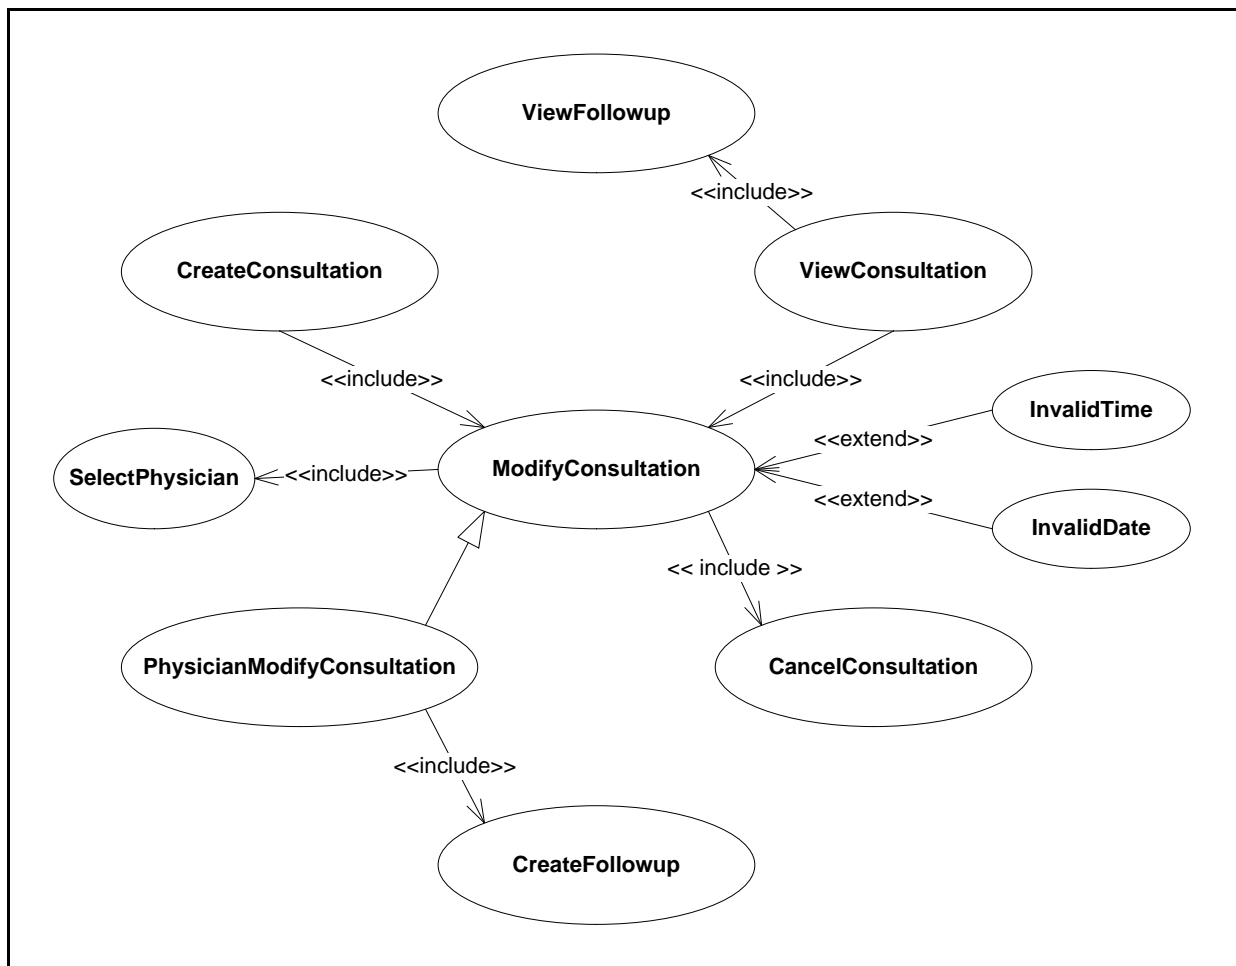 ViewFollowup
<<include>>
CreateConsultation
ViewConsultation
<<include>>
<<include>>
InvalidTime
<<extend>>
SelectPhysician
<<include>>
ModifyConsultation
<<extend>>
InvalidDate
<< include >>
PhysicianModifyConsultation
CancelConsultation
<<include>>
CreateFollowup